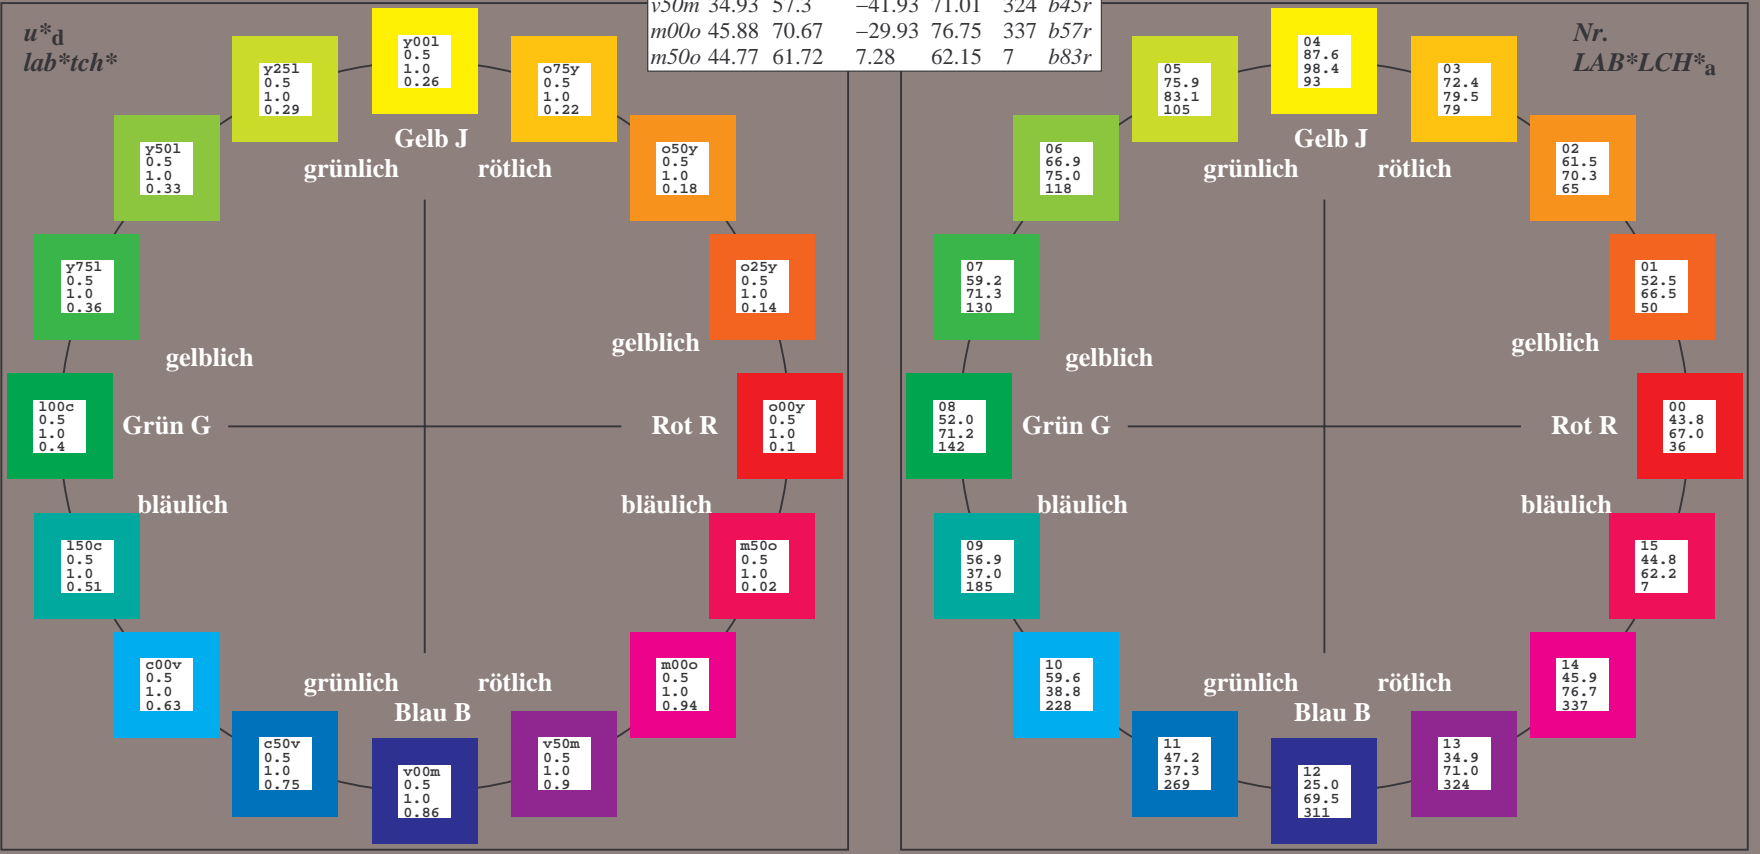 v50m 34.93 57.3 −41.93 71.01 324 b45r
m00o 45.88 70.67 −29.93 76.75 337 b57r
m50o 44.77 61.72 7.28 62.15 7 b83r
u*d
lab*tch*
y00l
0.5
1.0
0.26
y25l
0.5
1.0
0.29
o75y
0.5
1.0
0.22
y50l
0.5
1.0
0.33
o50y
0.5
1.0
0.18
Gelb J
grünlich rötlich
y75l
0.5
1.0
0.36
o25y
0.5
1.0
0.14
gelblich
gelblich
l00c
0.5
1.0
0.4
Grün G
Rot R
o00y
0.5
1.0
0.1
bläulich bläulich
l50c
0.5
1.0
0.51
m50o
0.5
1.0
0.02
c00v
0.5
1.0
0.63
m00o
0.5
1.0
0.94
grünlich rötlich
Blau B
c50v
0.5
1.0
0.75
v00m
0.5
1.0
0.86
v50m
0.5
1.0
0.9
Nr.
LAB*LCH*a
04
87.6
98.4
93
05
75.9
83.1
105
03
72.4
79.5
79
06
66.9
75.0
118
02
61.5
70.3
65
Gelb J
grünlich rötlich
07
59.2
71.3
130
01
52.5
66.5
50
gelblich
gelblich
08
52.0
71.2
142
Grün G
Rot R
00
43.8
67.0
36
bläulich bläulich
09
56.9
37.0
185
15
44.8
62.2
7
10
59.6
38.8
228
14
45.9
76.7
337
grünlich rötlich
Blau B
11
47.2
37.3
269
12
25.0
69.5
311
13
34.9
71.0
324